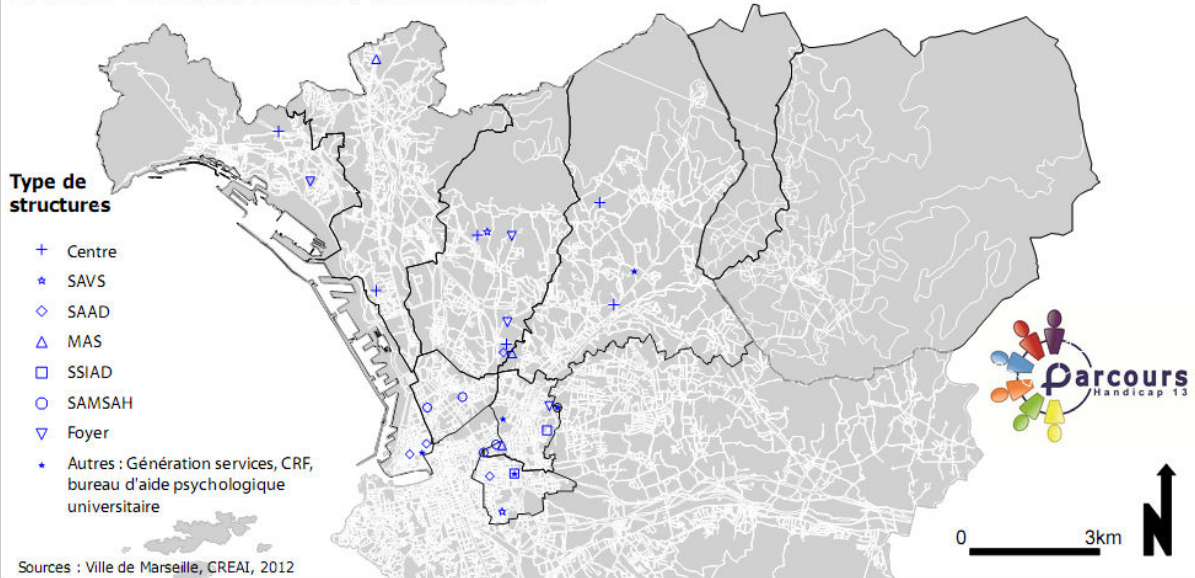 Type de
structures
Centre
SAVS
SAAD
MAS
SSIAD
SAMSAH
Foyer
Autres : Génération services, CRF,
bureau d'aide psychologique
universitaire
Sources : Ville de Marseille, CREAI, 2012
Parcours
Handicap 13
0 3km
N